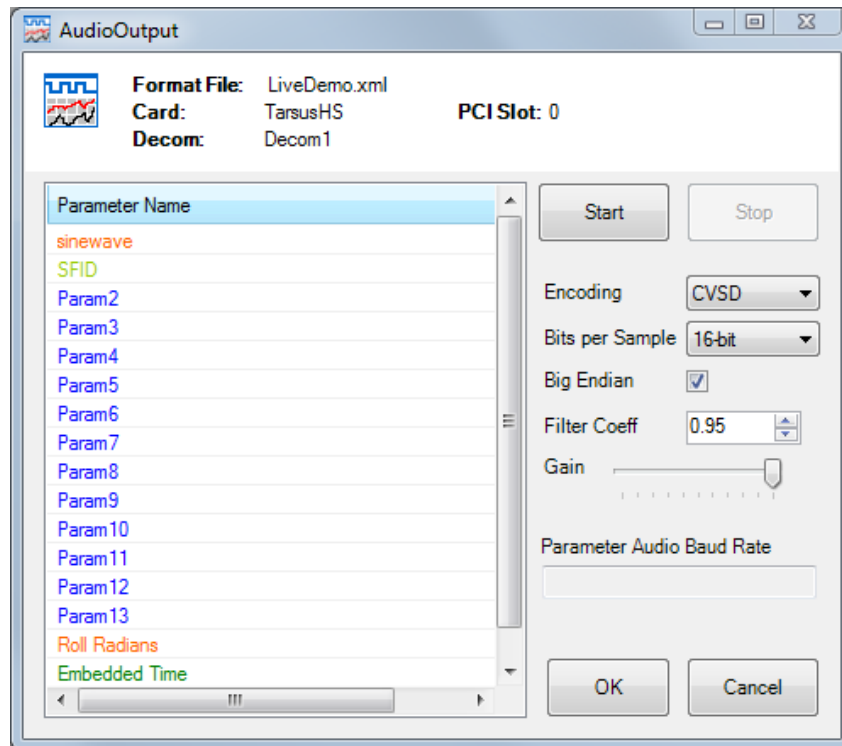 AudioOutput
Format File: LiveDemo.xml
Card: TarsusHS PCI Slot: 0
Decom: Decom1
Parameter Name
sinewave
SFID
Param2
Param3
Param4
Param5
Param6
Param7
Param8
Param9
Param10
Param11
Param12
Param13
Roll Radians
Embedded Time
Start Stop
Encoding CVSD
Bits per Sample 16-bit
Big Endian
Filter Coeff 0.95
Gain
Parameter Audio Baud Rate
OK Cancel